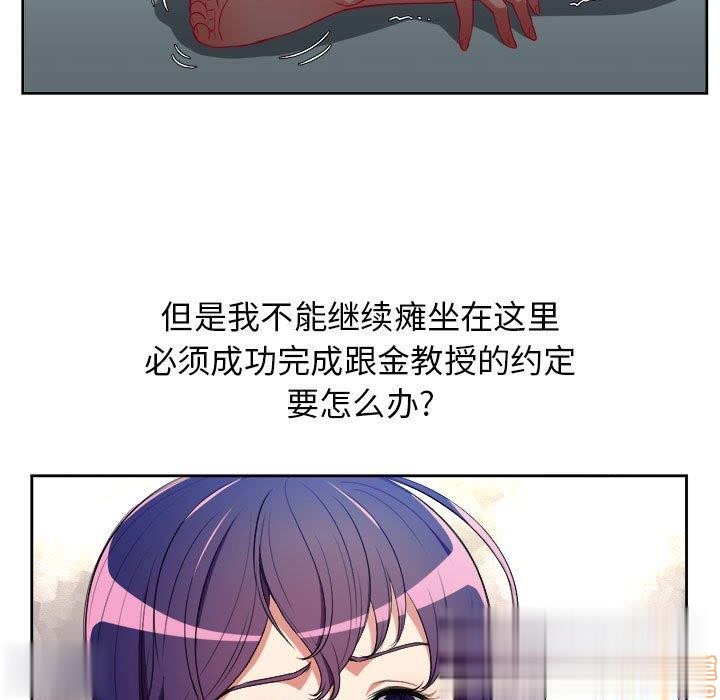 但是我不能继续瘫坐在这里
必须成功完成跟金教授的约定
要怎么办?